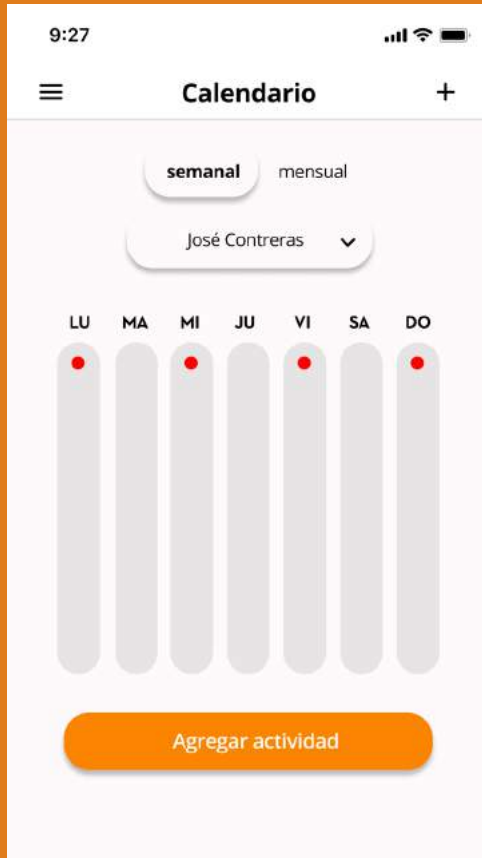 9:27
Calendario
semanal mensual
José Contreras
LU MA MI JU VI SA DO
Agregar actividad